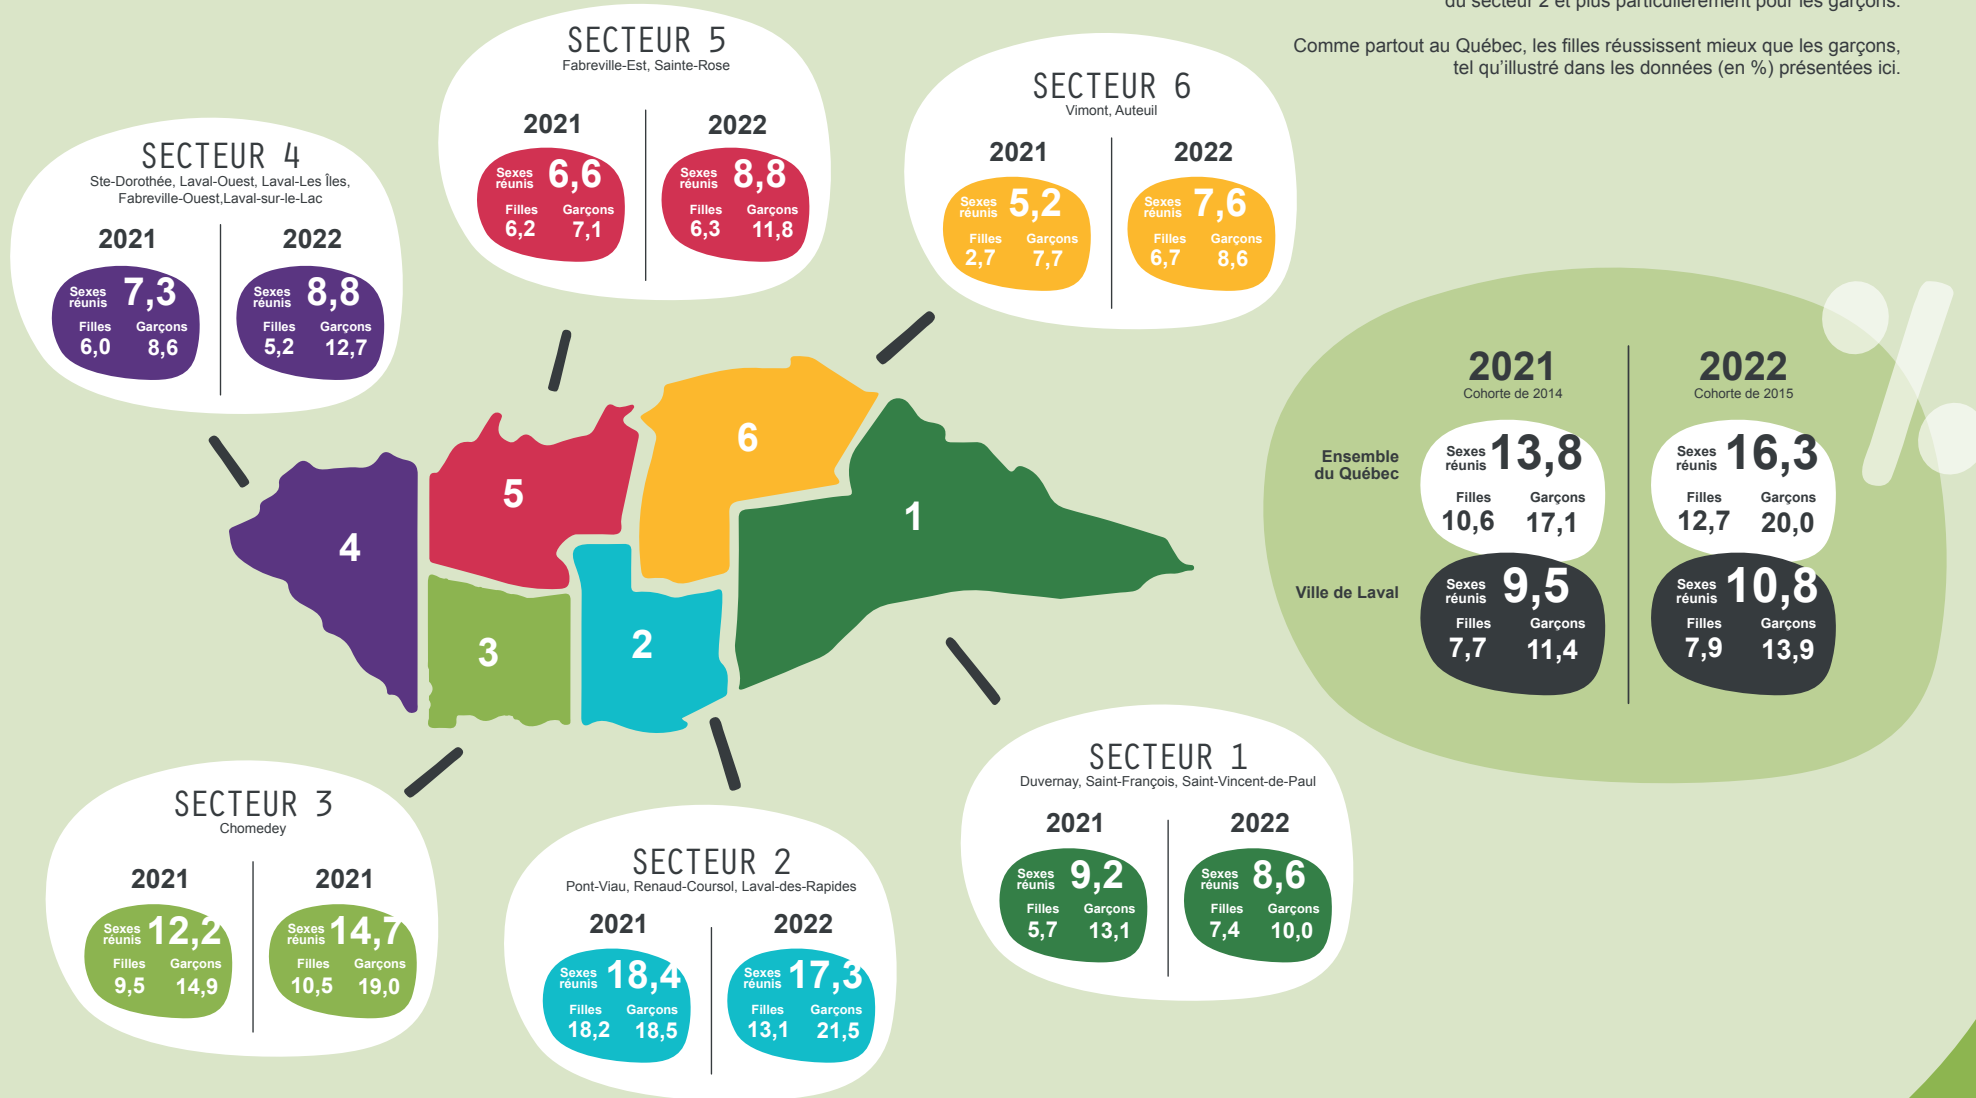 du secteur 2 et plus particulièrement pour les garçons.
Comme partout au Québec, les filles réussissent mieux que les garçons,
tel qu'illustré dans les données (en %) présentées ici.
SECTEUR 5
Fabreville-Est, Sainte-Rose
2021
2022
Sexes
réunis 6,6
Filles Garçons
6,2 7,1
Sexes
réunis 8,8
Filles Garçons
6,3 11,8
SECTEUR 6
Vimont, Auteuil
2021
2022
Sexes
réunis 5,2
Filles Garçons
2,7 7,7
Sexes
réunis 7,6
Filles Garçons
6,7 8,6
SECTEUR 4
Ste-Dorothée, Laval-Ouest, Laval-Les Îles,
Fabreville-Ouest,Laval-sur-le-Lac
2021
2022
Sexes
réunis 7,3
Filles Garçons
6,0 8,6
Sexes
réunis 8,8
Filles Garçons
5,2 12,7
%
2021
Cohorte de 2014
2022
Cohorte de 2015
Ensemble
du Québec
Sexes
réunis 13,8
Filles Garçons
10,6 17,1
Sexes
réunis 16,3
Filles Garçons
12,7 20,0
Ville de Laval
Sexes
réunis 9,5
Filles Garçons
7,7 11,4
Sexes
réunis 10,8
Filles Garçons
7,9 13,9
6
5
1
4
3
2
SECTEUR 3
Chomedey
2021
2021
Sexes
réunis 12,2
Filles Garçons
9,5 14,9
Sexes
réunis 14,7
Filles Garçons
10,5 19,0
SECTEUR 2
Pont-Viau, Renaud-Coursol, Laval-des-Rapides
2021
2022
Sexes
réunis 18,4
Filles Garçons
18,2 18,5
Sexes
réunis 17,3
Filles Garçons
13,1 21,5
SECTEUR 1
Duvernay, Saint-François, Saint-Vincent-de-Paul
2021
2022
Sexes
réunis 9,2
Filles Garçons
5,7 13,1
Sexes
réunis 8,6
Filles Garçons
7,4 10,0